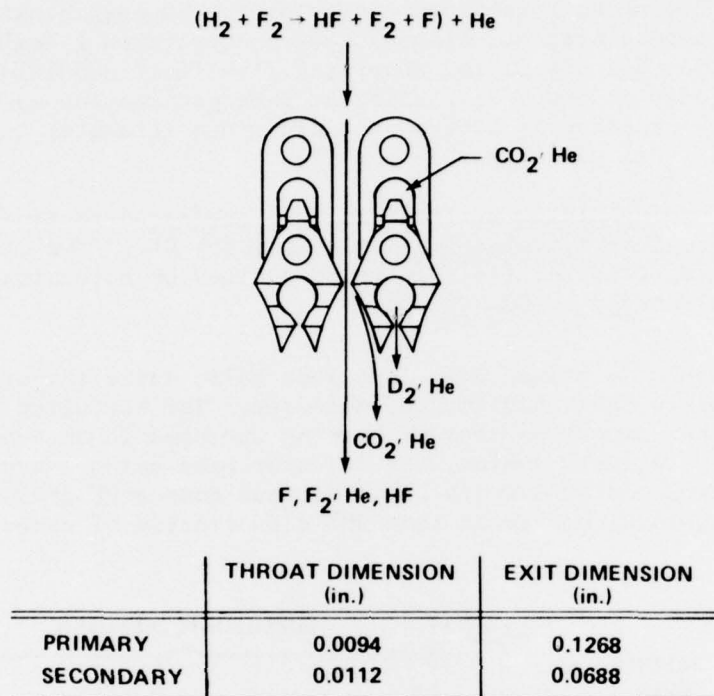 (H2 + F2 → HF + F2 + F) + He
CO2, He
D2, He
CO2, He
F, F2, He, HF
THROAT DIMENSION EXIT DIMENSION
(in.) (in.)
PRIMARY 0.0094 0.1268
SECONDARY 0.0112 0.0688